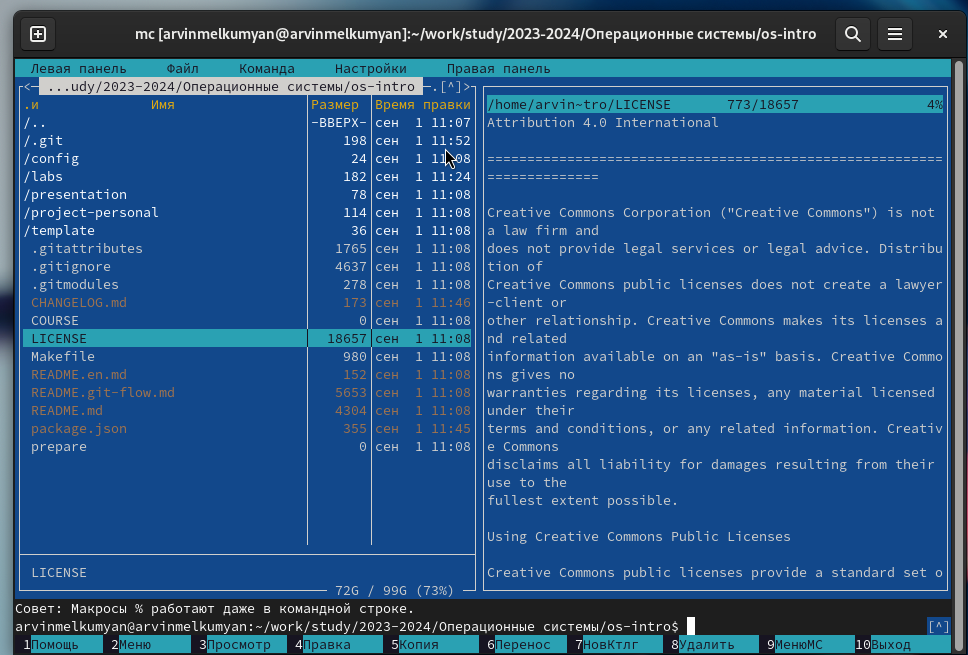 mc [arvinmelkumyan@arvinmelkumyan]:~/work/study/2023-2024/Операционные системы/os-intro
Левая панель Файл Команда Настройки Правая панель
<— ...udy/2023-2024/Операционные системы/os-intro —.[^]>
.и Имя Размер Время правки
/.. -ВВЕРХ- сен 1 11:07
/.git 198 сен 1 11:52
/config 24 сен 1 11:08
/labs 182 сен 1 11:24
/presentation 78 сен 1 11:08
/project-personal 114 сен 1 11:08
/template 36 сен 1 11:08
.gitattributes 1765 сен 1 11:08
.gitignore 4637 сен 1 11:08
.gitmodules 278 сен 1 11:08
CHANGELOG.md 173 сен 1 11:46
COURSE 0 сен 1 11:08
LICENSE 18657 сен 1 11:08
Makefile 980 сен 1 11:08
README.en.md 152 сен 1 11:08
README.git-flow.md 5653 сен 1 11:08
README.md 4304 сен 1 11:08
package.json 355 сен 1 11:45
prepare 0 сен 1 11:08
LICENSE
72G / 99G (73%)
/home/arvin~tro/LICENSE 773/18657 4%
Attribution 4.0 International
=========================================================
==============
Creative Commons Corporation ("Creative Commons") is not
a law firm and
does not provide legal services or legal advice. Distribu
tion of
Creative Commons public licenses does not create a lawyer
-client or
other relationship. Creative Commons makes its licenses a
nd related
information available on an "as-is" basis. Creative Commo
ns gives no
warranties regarding its licenses, any material licensed
under their
terms and conditions, or any related information. Creativ
e Commons
disclaims all liability for damages resulting from their
use to the
fullest extent possible.
Using Creative Commons Public Licenses
Creative Commons public licenses provide a standard set o
Совет: Макросы % работают даже в командной строке.
arvinmelkumyan@arvinmelkumyan:~/work/study/2023-2024/Операционные системы/os-intro$ [^]
1Помощь 2Меню 3Просмотр 4Правка 5Копия 6Перенос 7НовКтлг 8Удалить 9МенюМС 10Выход